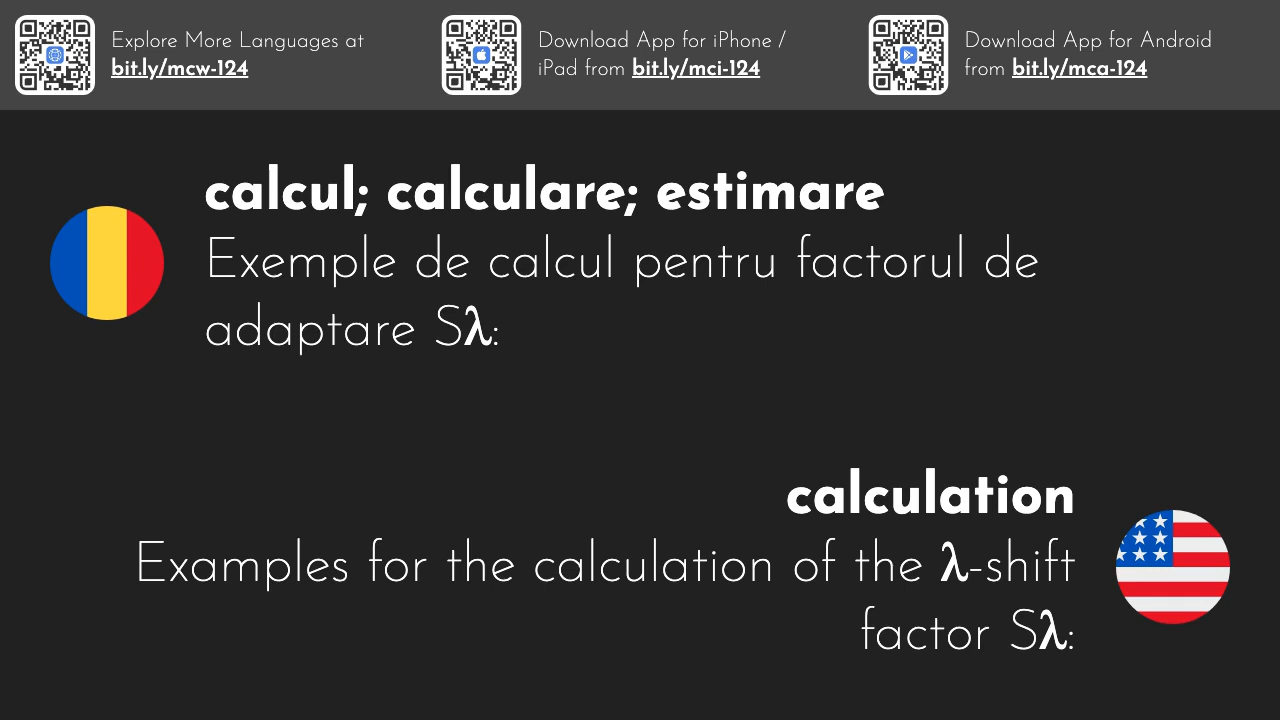 Explore More Languages at
bit.ly/mcw-124
Download App for iPhone /
iPad from bit.ly/mci-124
Download App for Android
from bit.ly/mca-124
calcul; calculare; estimare
Exemple de calcul pentru factorul de
adaptare Sλ:
calculation
Examples for the calculation of the λ-shift
factor Sλ: